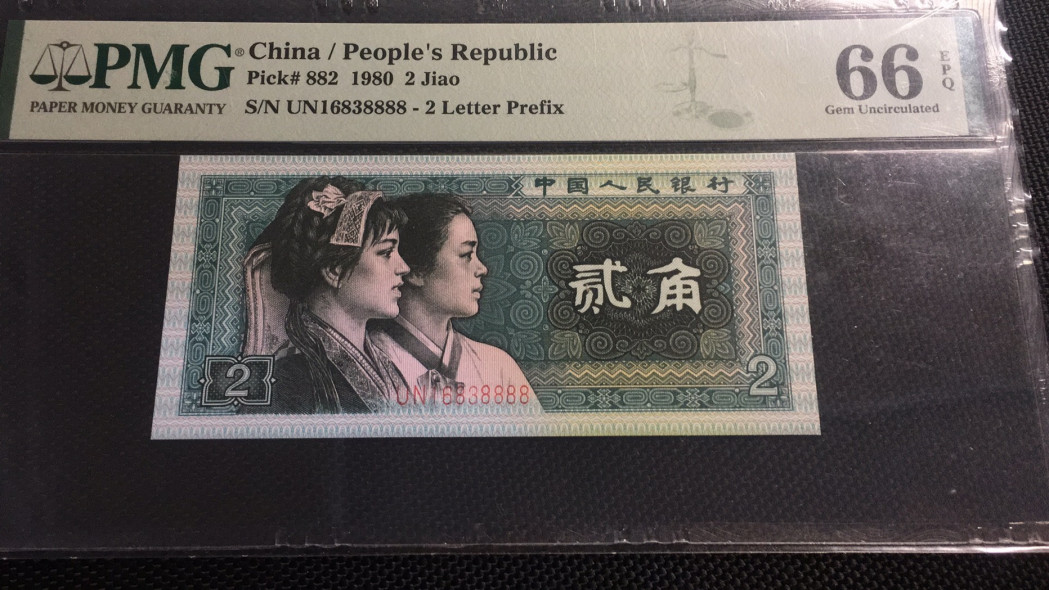 PMG® China / People's Republic
Pick# 882 1980 2 Jiao
PAPER MONEY GUARANTY
S/N UN16838888 - 2 Letter Prefix
66 EPQ
Gem Uncirculated
中国人民银行
贰角
2
2
UN16838888